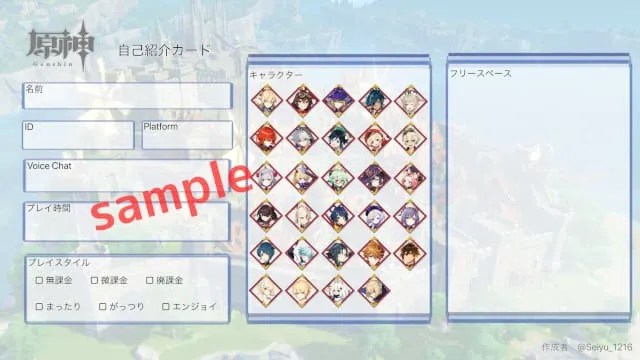 原神
Genshin
自己紹介カード
名前
ID
Platform
Voice Chat
プレイ時間
プレイスタイル
☐ 無課金 ☐ 微課金 ☐ 廃課金
☐ まったり ☐ がっつり ☐ エンジョイ
sample
キャラクター
フリースペース
作成者 @Seiyu_1216